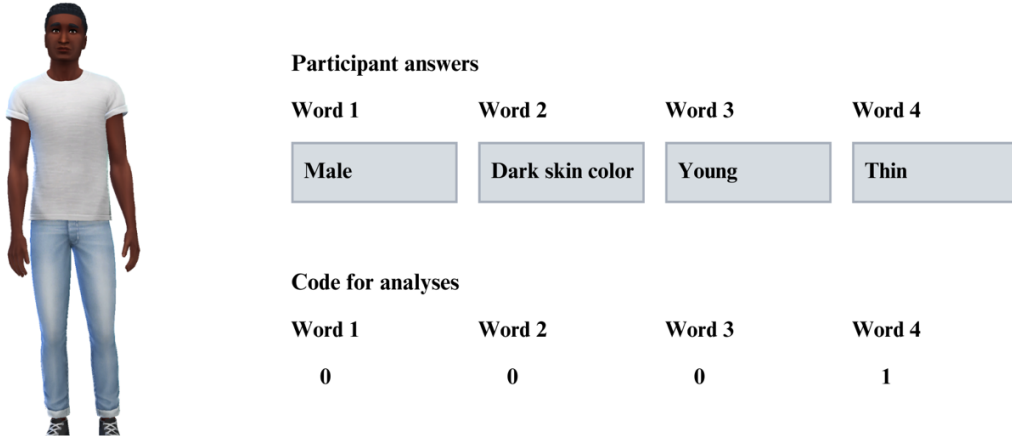 Participant answers
Word 1 Word 2 Word 3 Word 4
Male Dark skin color Young Thin
Code for analyses
Word 1 Word 2 Word 3 Word 4
0 0 0 1